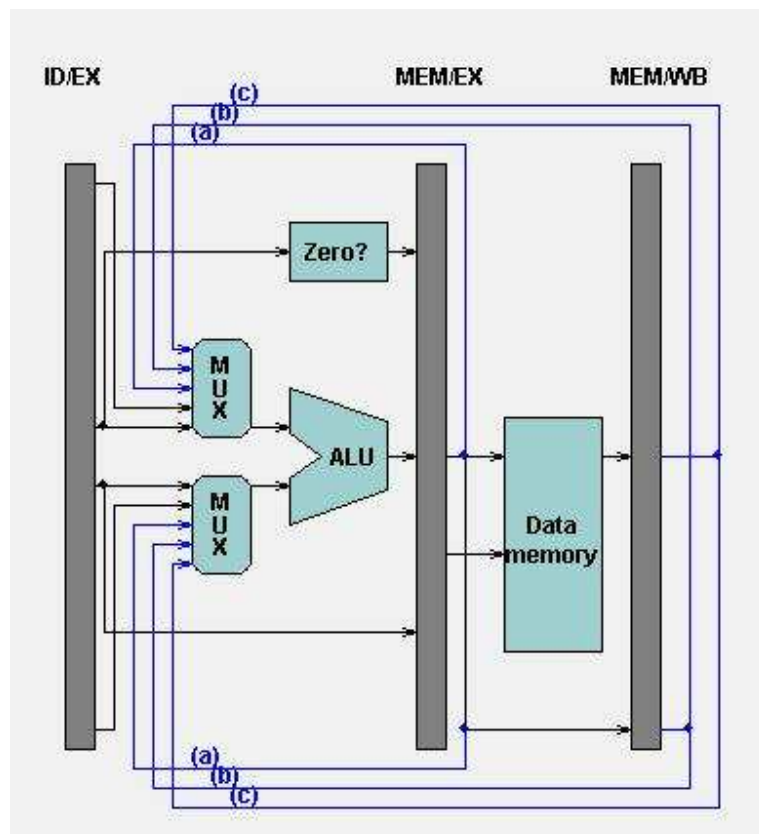 ID/EX
MEM/EX
MEM/WB
(c)
(b)
(a)
Zero?
M
U
X
ALU
M
U
X
Data
memory
(a)
(b)
(c)